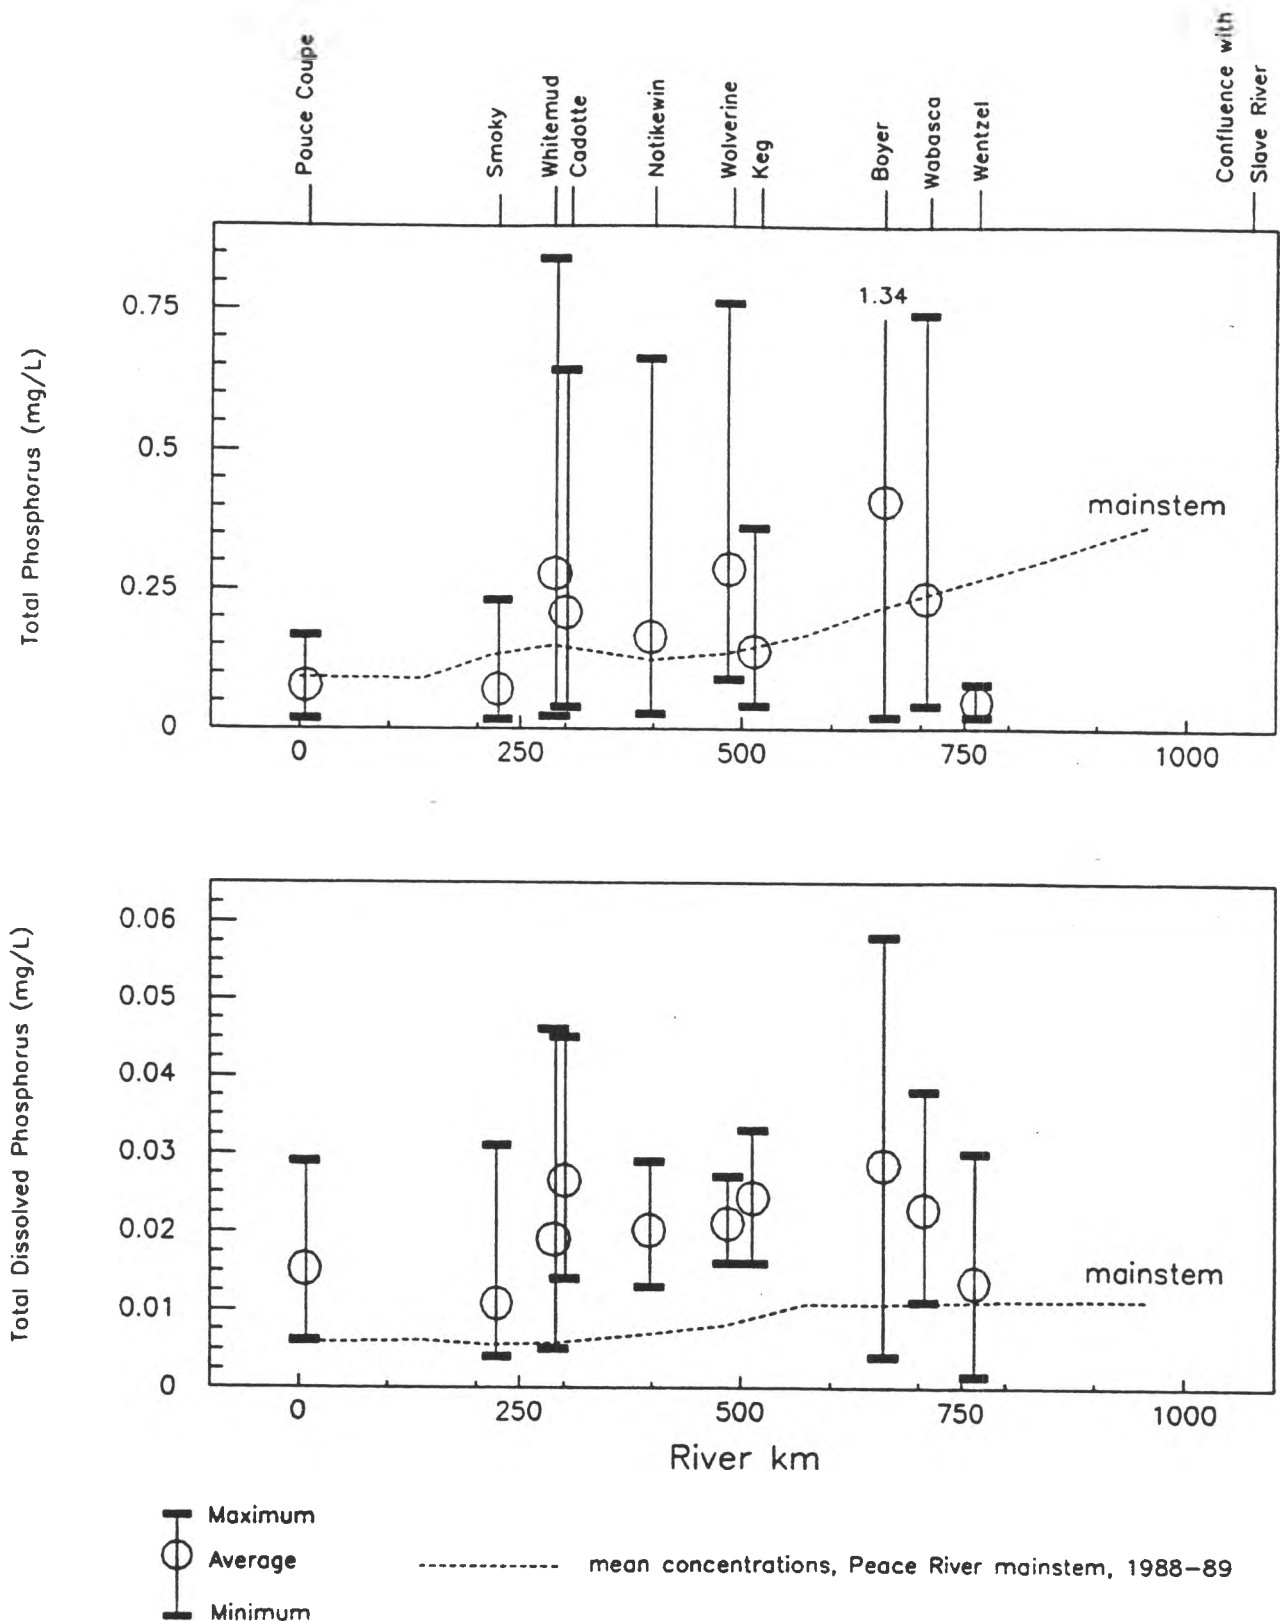 Pouce Coupe
Smoky
Whitemud
Cadotte
Notikewin
Wolverine
Keg
Boyer
Wabasca
Wentzel
Confluence with
Slave River
Total Phosphorus (mg/L)
0.75
0.5
0.25
0
1.34
mainstem
0 250 500 750 1000
Total Dissolved Phosphorus (mg/L)
0.06
0.05
0.04
0.03
0.02
0.01
0
mainstem
0 250 500 750 1000
River km
Maximum
Average
Minimum
mean concentrations, Peace River mainstem, 1988-89